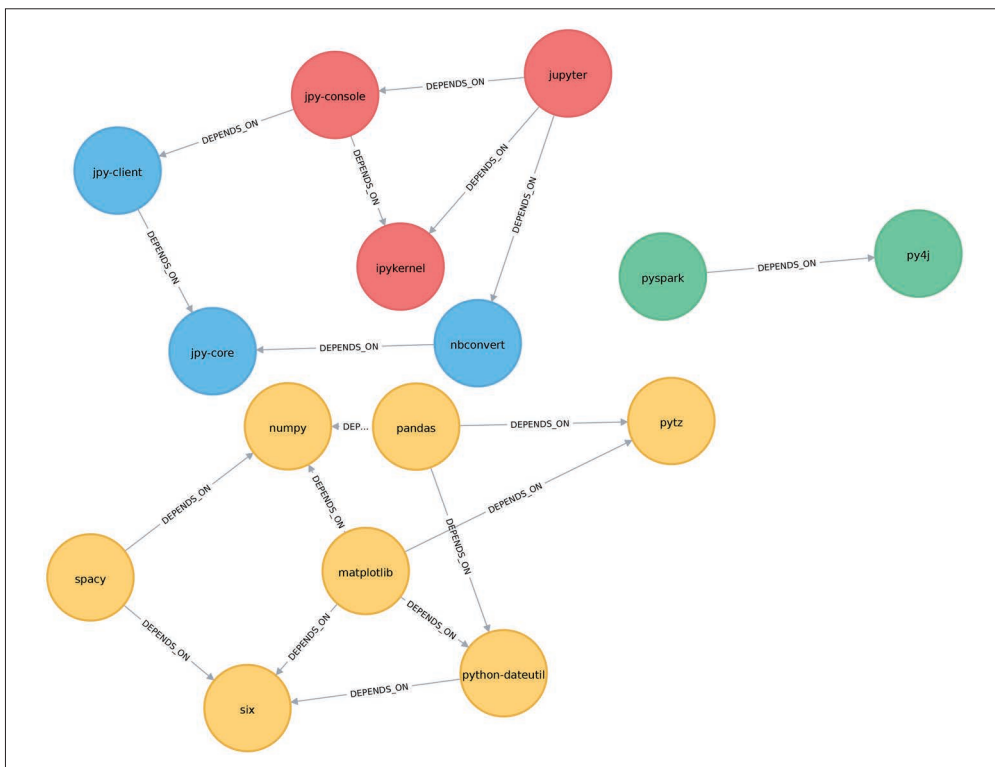 jupyter
DEPENDS_ON
jpy-console
DEPENDS_ON
jpy-client
DEPENDS_ON
DEPENDS_ON
DEPENDS_ON
DEPENDS_ON
ipykernel
pyspark
DEPENDS_ON
py4j
jpy-core
DEPENDS_ON
nbconvert
numpy
DEP...
pandas
DEPENDS_ON
pytz
DEPENDS_ON
DEPENDS_ON
DEPENDS_ON
DEPENDS_ON
spacy
matplotlib
DEPENDS_ON
DEPENDS_ON
DEPENDS_ON
python-dateutil
DEPENDS_ON
six